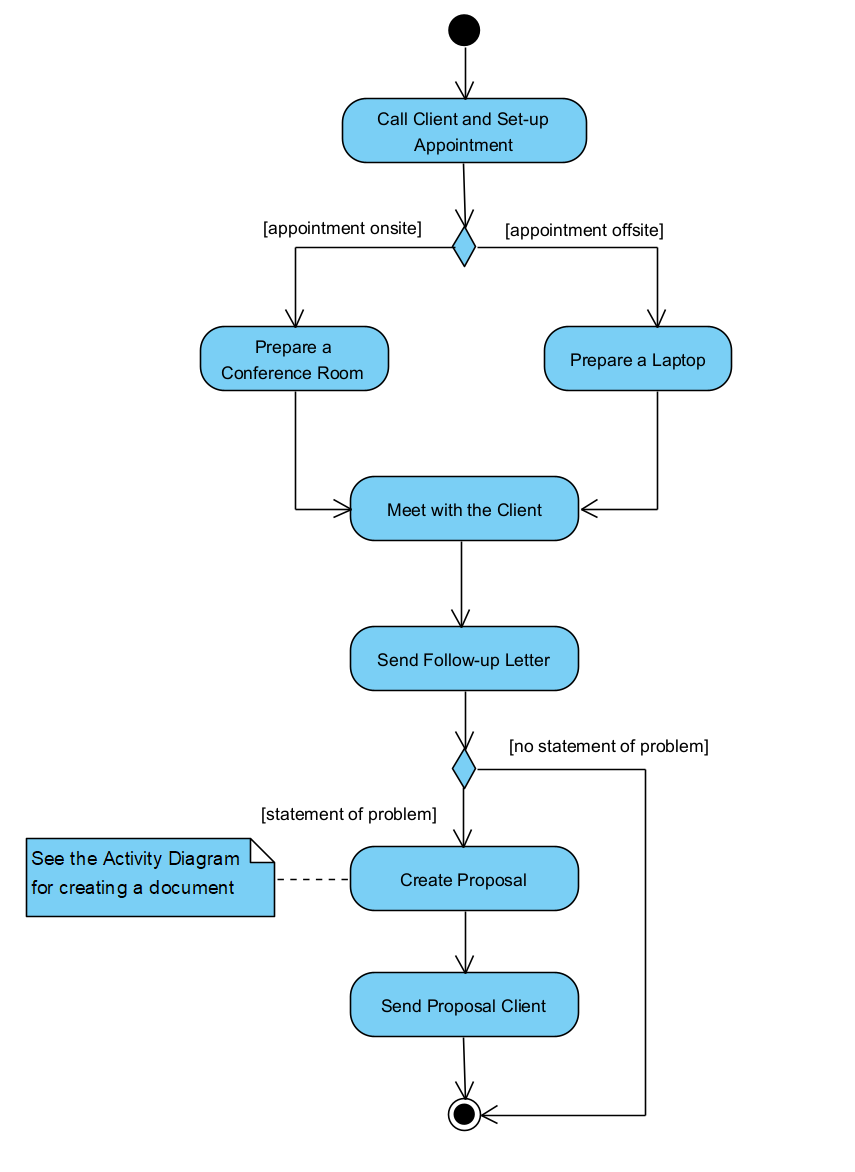 Call Client and Set-up
Appointment
[appointment onsite]
[appointment offsite]
Prepare a
Conference Room
Prepare a Laptop
Meet with the Client
Send Follow-up Letter
[no statement of problem]
[statement of problem]
See the Activity Diagram
for creating a document
Create Proposal
Send Proposal Client